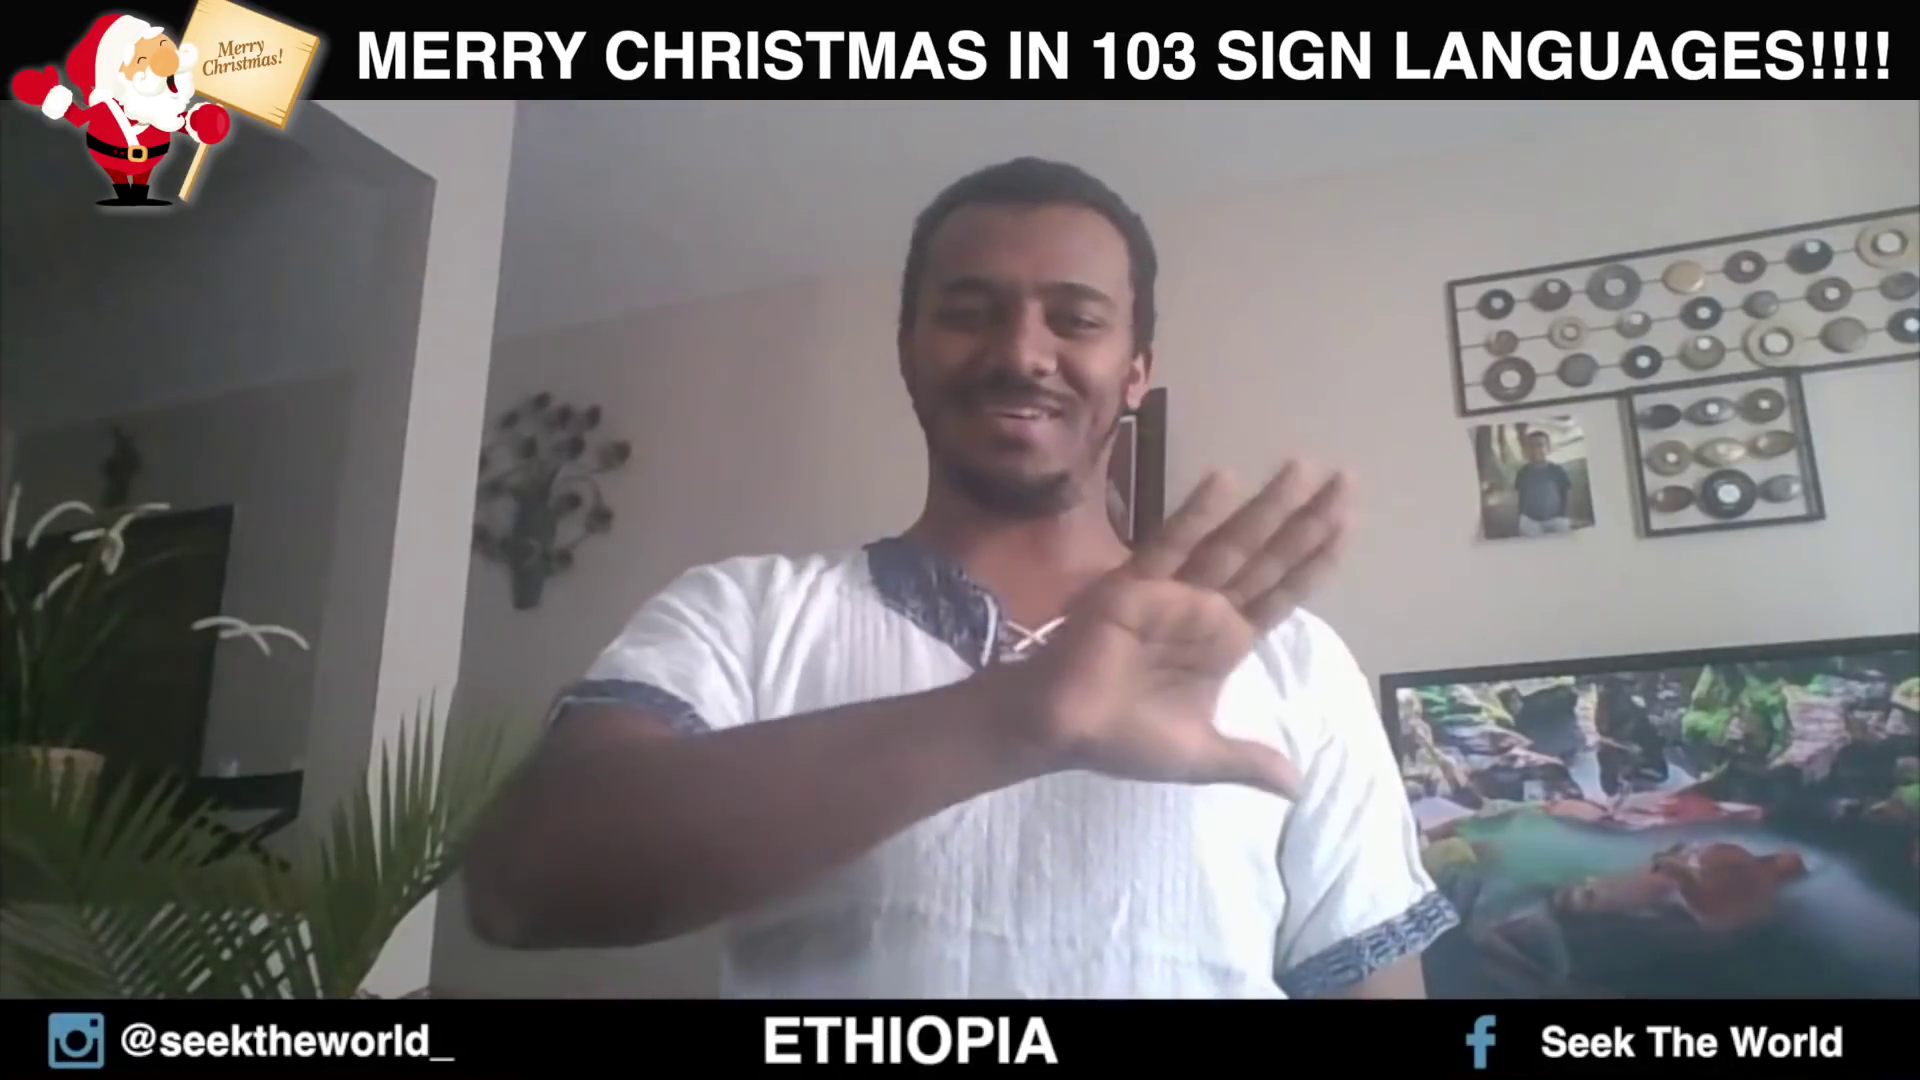 Merry
Christmas!
MERRY CHRISTMAS IN 103 SIGN LANGUAGES!!!!
@seektheworld_
ETHIOPIA
Seek The World